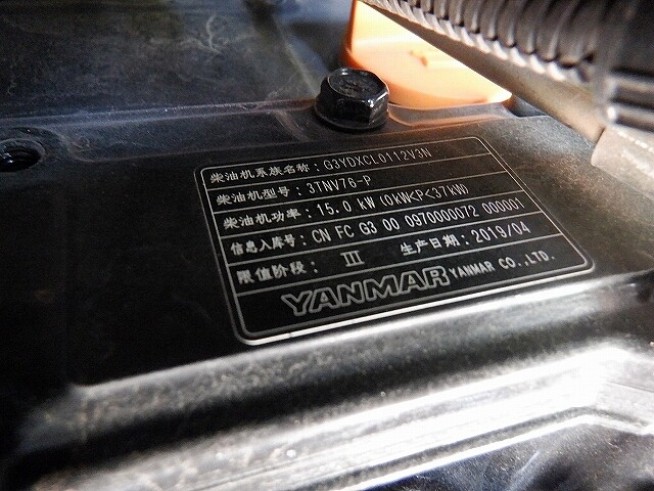 柴油机系族名称：G3YDXCL0112V3N
柴油机型号：3TNV76-P
柴油机功率：15.0 kW (0kW<P<37kW)
信息入库号：CN FC G3 00 0970000072 000001
限值阶段：III 生产日期：2019/04
YANMAR YANMAR CO.,LTD.